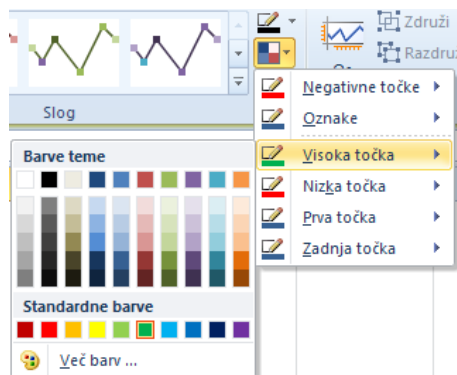 Združi
Razdruž
Slog
Negativne točke
Oznake
Visoka točka
Nizka točka
Prva točka
Zadnja točka
Barve teme
Standardne barve
Več barv ...